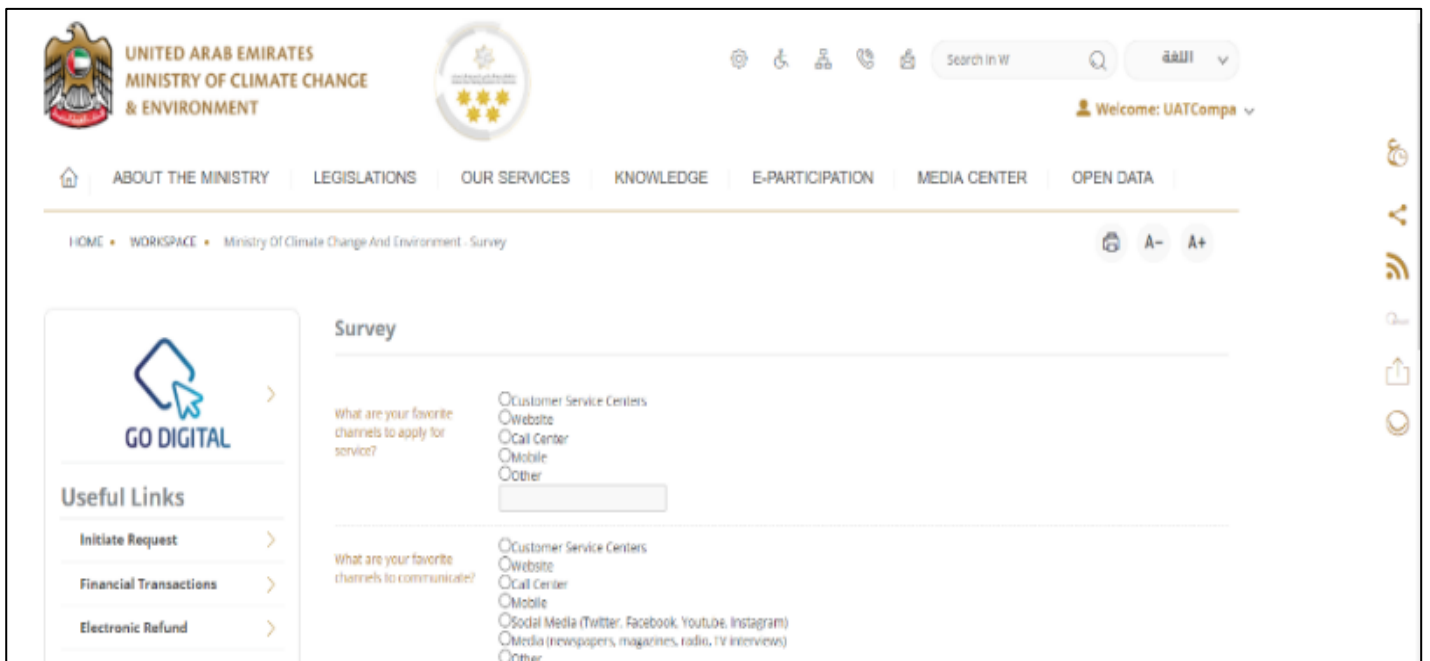 UNITED ARAB EMIRATES
MINISTRY OF CLIMATE CHANGE
& ENVIRONMENT
Search In W
اللغة
Welcome: UATCompa
ABOUT THE MINISTRY
LEGISLATIONS
OUR SERVICES
KNOWLEDGE
E-PARTICIPATION
MEDIA CENTER
OPEN DATA
HOME • WORKSPACE • Ministry Of Climate Change And Environment - Survey
A- A+
GO DIGITAL
Useful Links
Initiate Request
Financial Transactions
Electronic Refund
Survey
What are your favorite
channels to apply for
service?
Customer Service Centers
Website
Call Center
Mobile
Other
What are your favorite
channels to communicate?
Customer Service Centers
Website
Call Center
Mobile
Social Media (Twitter, Facebook, Youtube, Instagram)
Media (newspapers, magazines, radio, TV interviews)
Other